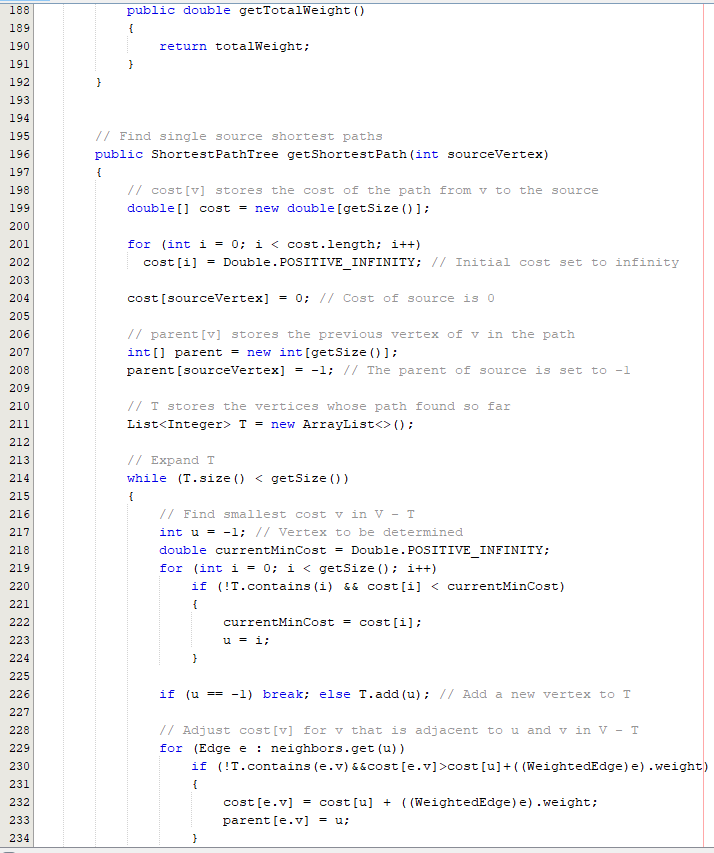 188 public double getTotalWeight()
189 {
190 return totalWeight;
191 }
192 }
193
194
195 // Find single source shortest paths
196 public ShortestPathTree getShortestPath(int sourceVertex)
197 {
198 // cost[v] stores the cost of the path from v to the source
199 double[] cost = new double[getSize()];
200
201 for (int i = 0; i < cost.length; i++)
202 cost[i] = Double.POSITIVE_INFINITY; // Initial cost set to infinity
203
204 cost[sourceVertex] = 0; // Cost of source is 0
205
206 // parent[v] stores the previous vertex of v in the path
207 int[] parent = new int[getSize()];
208 parent[sourceVertex] = -1; // The parent of source is set to -1
209
210 // T stores the vertices whose path found so far
211 List<Integer> T = new ArrayList<>();
212
213 // Expand T
214 while (T.size() < getSize())
215 {
216 // Find smallest cost v in V - T
217 int u = -1; // Vertex to be determined
218 double currentMinCost = Double.POSITIVE_INFINITY;
219 for (int i = 0; i < getSize(); i++)
220 if (!T.contains(i) && cost[i] < currentMinCost)
221 {
222 currentMinCost = cost[i];
223 u = i;
224 }
225
226 if (u == -1) break; else T.add(u); // Add a new vertex to T
227
228 // Adjust cost[v] for v that is adjacent to u and v in V - T
229 for (Edge e : neighbors.get(u))
230 if (!T.contains(e.v)&&cost[e.v]>cost[u]+((WeightedEdge)e).weight)
231 {
232 cost[e.v] = cost[u] + ((WeightedEdge)e).weight;
233 parent[e.v] = u;
234 }